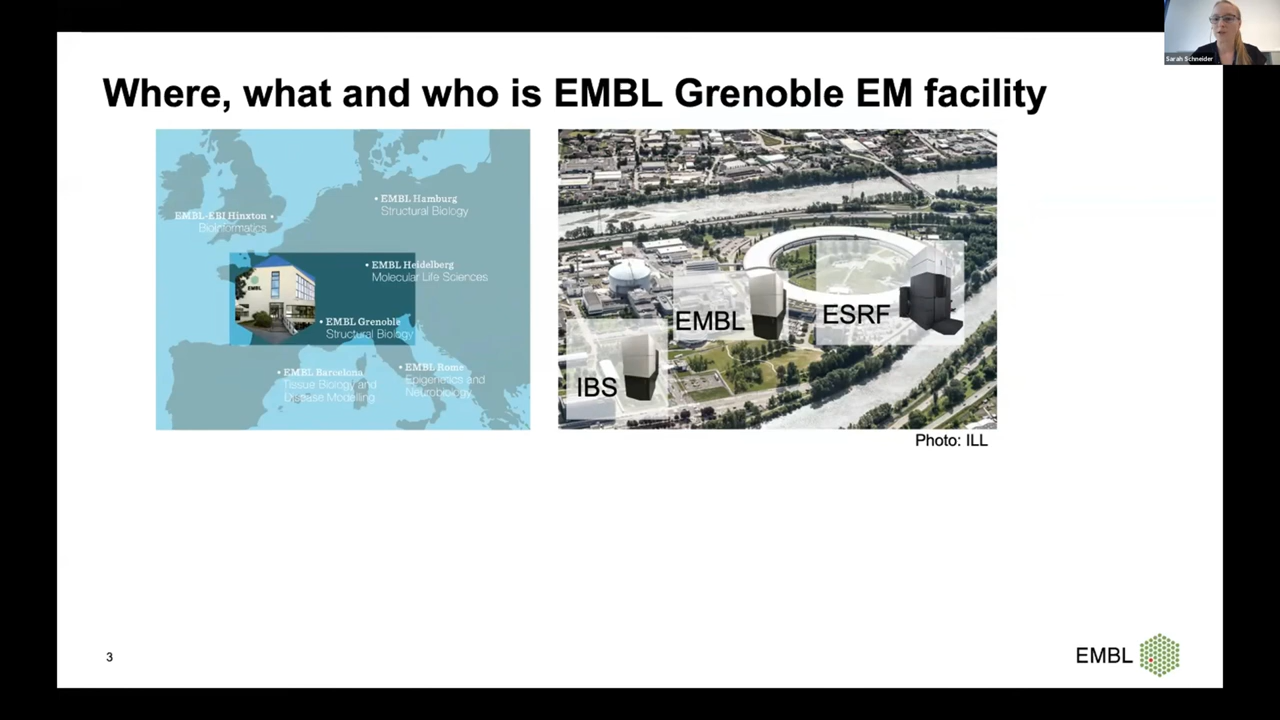 Sarah Schneider
Where, what and who is EMBL Grenoble EM facility
EMBL-EBI Hinxton
Bioinformatics
EMBL Hamburg
Structural Biology
EMBL Heidelberg
Molecular Life Sciences
EMBL
EMBL Grenoble
Structural Biology
EMBL Barcelona
Tissue Biology and
Disease Modelling
EMBL Rome
Epigenetics and
Neurobiology
IBS
EMBL
ESRF
Photo: ILL
3
EMBL